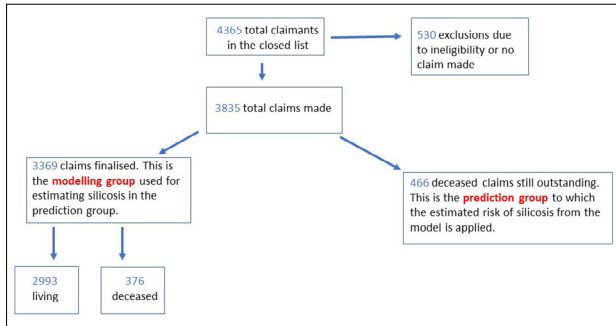 4365 total claimants
in the closed list
530 exclusions due
to ineligibility or no
claim made
3835 total claims made
3369 claims finalised. This is
the modelling group used for
estimating silicosis in the
prediction group.
466 deceased claims still outstanding.
This is the prediction group to which
the estimated risk of silicosis from the
model is applied.
2993
living
376
deceased